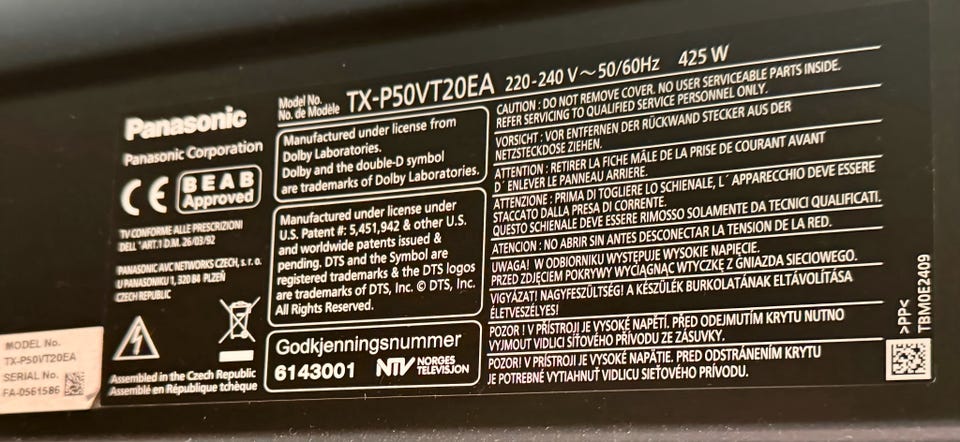 Panasonic
Panasonic Corporation
CE
BEAB
Approved
TV CONFORME ALLE PRESCRIZIONI
DELL 'ART.1 D.M. 26/03/92
PANASONIC AVC NETWORKS CZECH, s. r. o.
U PANASONIKU 1, 320 84 PLZEŇ
CZECH REPUBLIC
Assembled in the Czech Republic
Assemblé en République tchèque
MODEL No.
TX-P50VT20EA
SERIAL No.
FA-0561586
Model No.
No. de Modèle
TX-P50VT20EA 220-240 V~50/60Hz 425 W
Manufactured under license from
Dolby Laboratories.
Dolby and the double-D symbol
are trademarks of Dolby Laboratories.
Manufactured under license under
U.S. Patent #: 5,451,942 & other U.S.
and worldwide patents issued &
pending. DTS and the Symbol are
registered trademarks & the DTS logos
are trademarks of DTS, Inc. © DTS, Inc.
All Rights Reserved.
Godkjenningsnummer
6143001 NTV NORGES
TELEVISJON
CAUTION : DO NOT REMOVE COVER. NO USER SERVICEABLE PARTS INSIDE.
REFER SERVICING TO QUALIFIED SERVICE PERSONNEL ONLY.
VORSICHT : VOR ENTFERNEN DER RÜCKWAND STECKER AUS DER
NETZSTECKDOSE ZIEHEN.
ATTENTION : RETIRER LA FICHE MÂLE DE LA PRISE DE COURANT AVANT
D´ENLEVER LE PANNEAU ARRIERE.
ATTENZIONE : PRIMA DI TOGLIERE LO SCHIENALE, L´APPARECCHIO DEVE ESSERE
STACCATO DALLA PRESA DI CORRENTE.
QUESTO SCHIENALE DEVE ESSERE RIMOSSO SOLAMENTE DA TECNICI QUALIFICATI.
ATENCION : NO ABRIR SIN ANTES DESCONECTAR LA TENSION DE LA RED.
UWAGA! W ODBIORNIKU WYSTĘPUJE WYSOKIE NAPIĘCIE.
PRZED ZDJĘCIEM POKRYWY WYCIĄGNĄC WTYCZKĘ Z GNIAZDA SIECIOWEGO.
VIGYÁZAT! NAGYFESZÜLTSÉG! A KÉSZÜLÉK BURKOLATÁNAK ELTÁVOLÍTÁSA
ÉLETVESZÉLYES!
POZOR ! V PŘÍSTROJI JE VYSOKÉ NAPĚTÍ. PŘED ODEJMUTÍM KRYTU NUTNO
VYJMOUT VIDLICI SÍŤOVÉHO PŘÍVODU ZE ZÁSUVKY.
POZOR! V PRÍSTROJI JE VYSOKÉ NAPÄTIE. PRED ODSTRÁNENÍM KRYTU
JE POTREBNÉ VYTIAHNUŤ VIDLICU SIEŤOVÉHO PRÍVODU.
>PP<
TBM0E2409